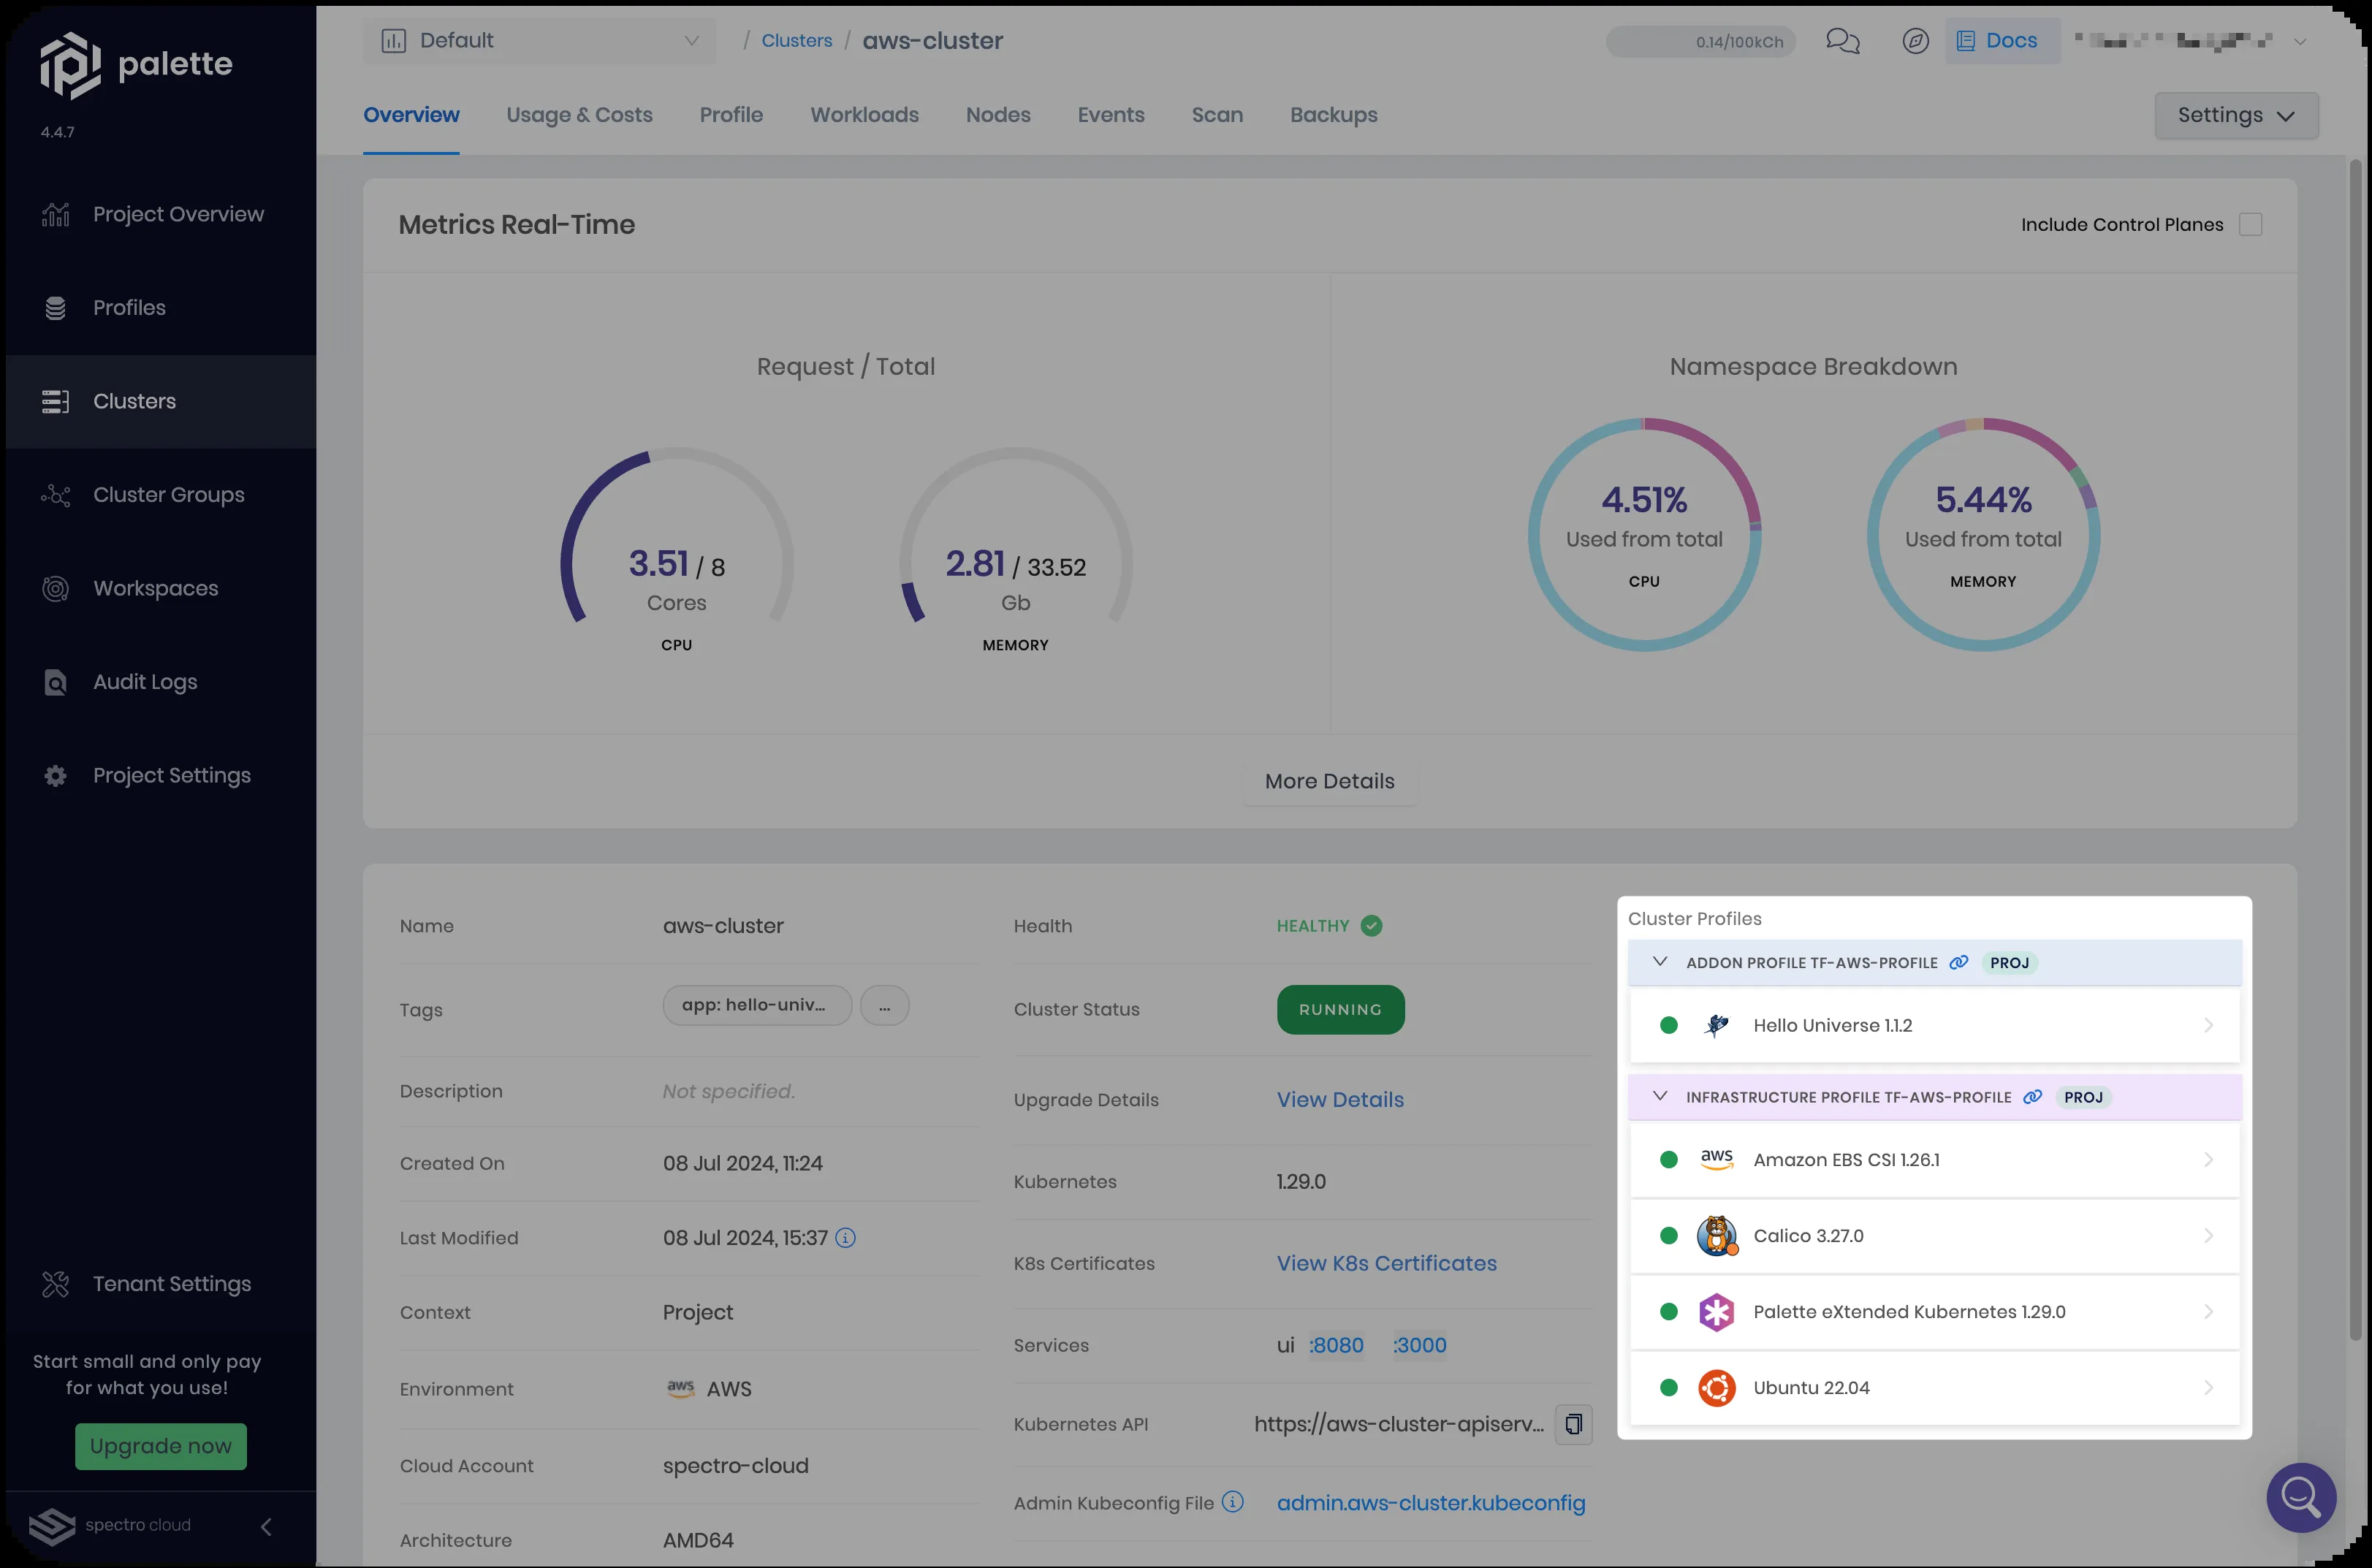 palette
4.4.7
Project Overview
Profiles
Clusters
Cluster Groups
Workspaces
Audit Logs
Project Settings
Tenant Settings
Start small and only pay
for what you use!
Upgrade now
spectro cloud
Default / Clusters / aws-cluster
0.14/100kCh
Docs
Overview Usage & Costs Profile Workloads Nodes Events Scan Backups
Settings
Metrics Real-Time
Include Control Planes
Request / Total
3.51 / 8
Cores
CPU
2.81 / 33.52
Gb
MEMORY
Namespace Breakdown
4.51%
Used from total
CPU
5.44%
Used from total
MEMORY
More Details
Name aws-cluster
Tags app: hello-univ... ...
Description Not specified.
Created On 08 Jul 2024, 11:24
Last Modified 08 Jul 2024, 15:37
Context Project
Environment aws AWS
Cloud Account spectro-cloud
Architecture AMD64
Health HEALTHY
Cluster Status RUNNING
Upgrade Details View Details
Kubernetes 1.29.0
K8s Certificates View K8s Certificates
Services ui :8080 :3000
Kubernetes API https://aws-cluster-apiserv...
Admin Kubeconfig File admin.aws-cluster.kubeconfig
Cluster Profiles
ADDON PROFILE TF-AWS-PROFILE PROJ
Hello Universe 1.1.2
INFRASTRUCTURE PROFILE TF-AWS-PROFILE PROJ
aws Amazon EBS CSI 1.26.1
Calico 3.27.0
Palette eXtended Kubernetes 1.29.0
Ubuntu 22.04